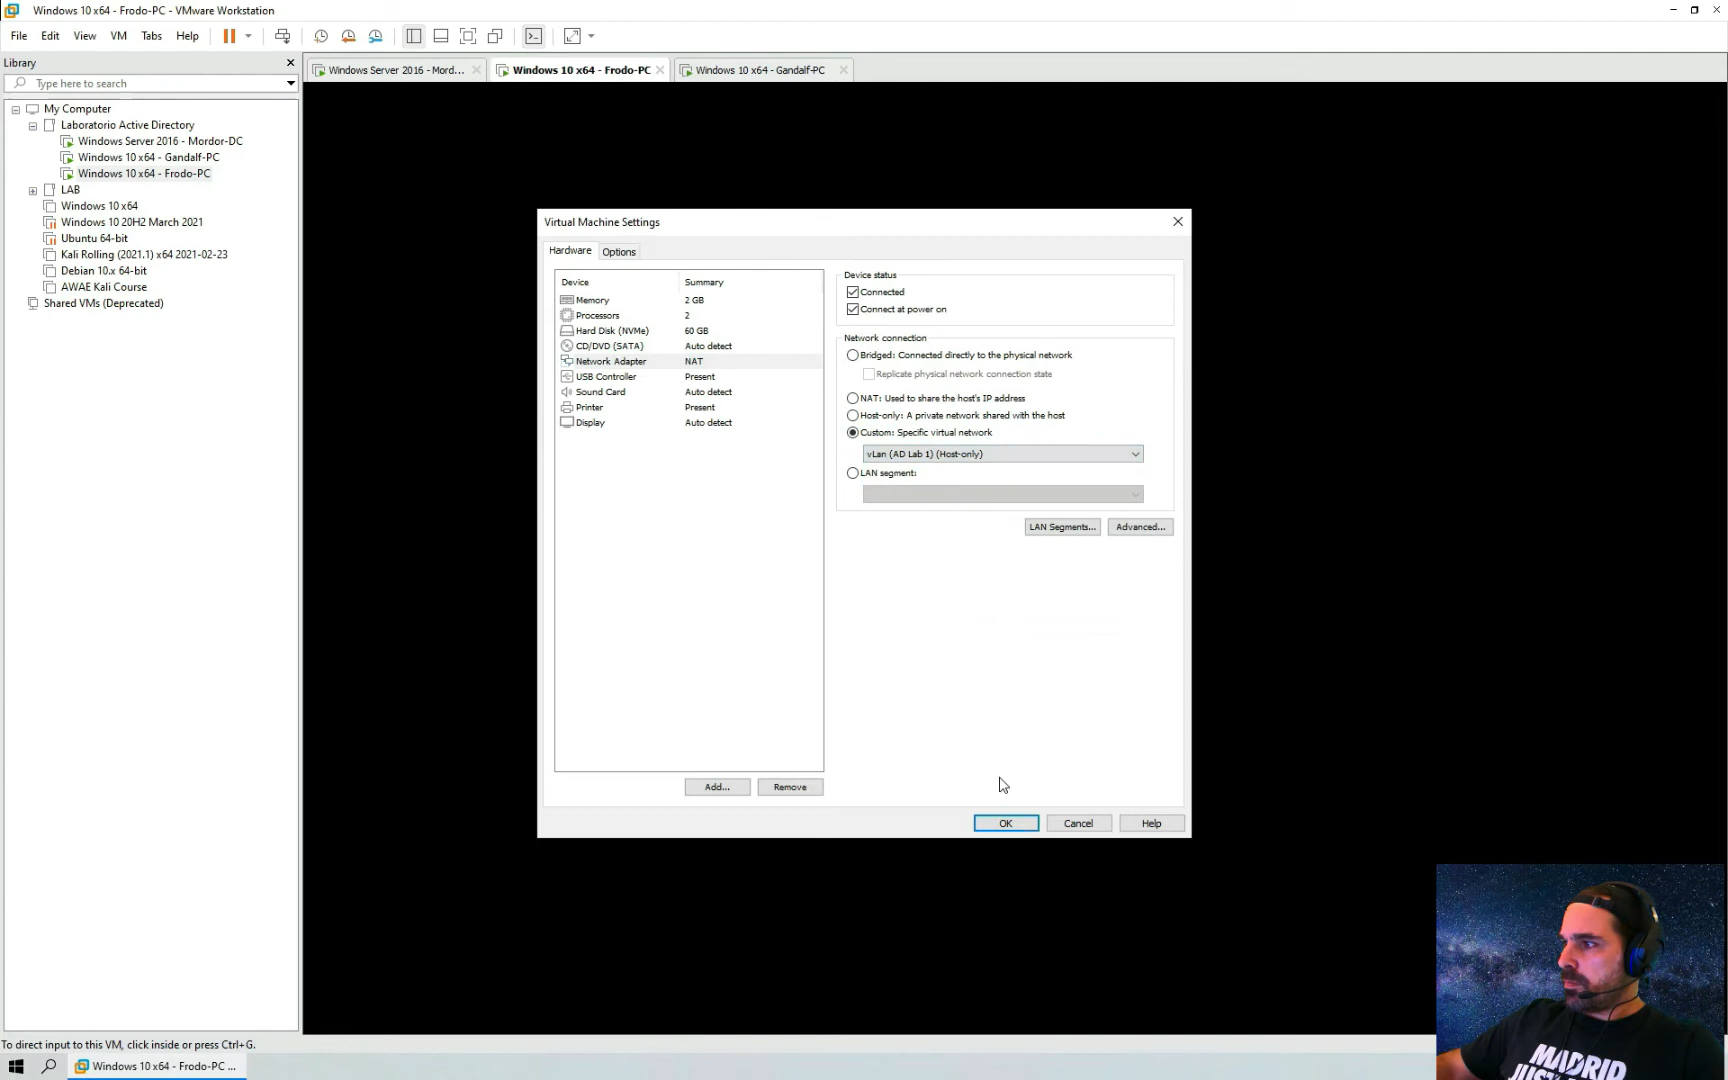 Windows 10 x64 - Frodo-PC - VMware Workstation
File Edit View VM Tabs Help
Library
Type here to search
My Computer
Laboratorio Active Directory
Windows Server 2016 - Mordor-DC
Windows 10 x64 - Gandalf-PC
Windows 10 x64 - Frodo-PC
LAB
Windows 10 x64
Windows 10 20H2 March 2021
Ubuntu 64-bit
Kali Rolling (2021.1) x64 2021-02-23
Debian 10.x 64-bit
AWAE Kali Course
Shared VMs (Deprecated)
Windows Server 2016 - Mord...
Windows 10 x64 - Frodo-PC
Windows 10 x64 - Gandalf-PC
Virtual Machine Settings
Hardware Options
Device Summary
Memory 2 GB
Processors 2
Hard Disk (NVMe) 60 GB
CD/DVD (SATA) Auto detect
Network Adapter NAT
USB Controller Present
Sound Card Auto detect
Printer Present
Display Auto detect
Add... Remove
Device status
Connected
Connect at power on
Network connection
Bridged: Connected directly to the physical network
Replicate physical network connection state
NAT: Used to share the host's IP address
Host-only: A private network shared with the host
Custom: Specific virtual network
vLan (AD Lab 1) (Host-only)
LAN segment:
LAN Segments... Advanced...
OK Cancel Help
MADRID
To direct input to this VM, click inside or press Ctrl+G.
Windows 10 x64 - Frodo-PC ...